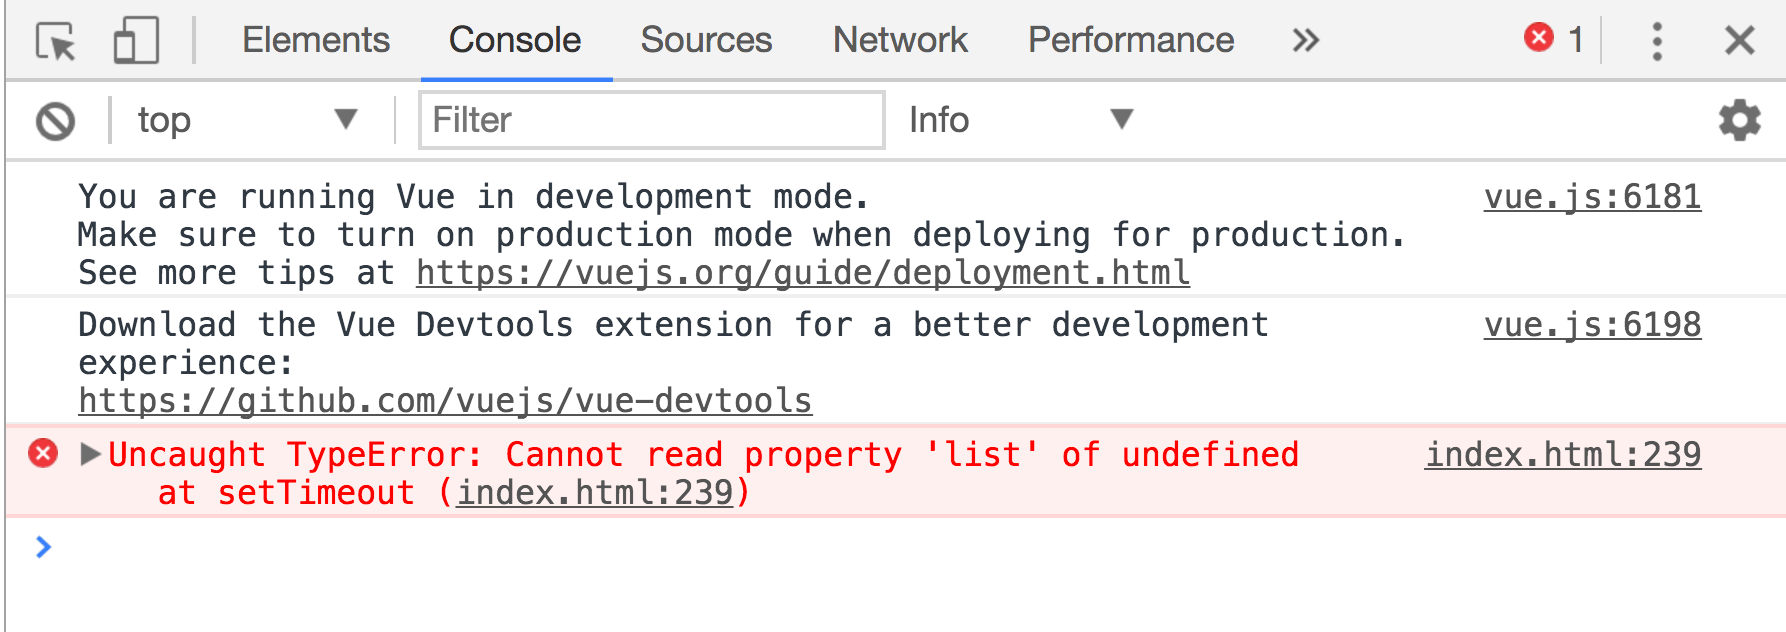 Elements Console Sources Network Performance » 1
top Filter Info
You are running Vue in development mode. vue.js:6181
Make sure to turn on production mode when deploying for production.
See more tips at https://vuejs.org/guide/deployment.html
Download the Vue Devtools extension for a better development vue.js:6198
experience:
https://github.com/vuejs/vue-devtools
Uncaught TypeError: Cannot read property 'list' of undefined index.html:239
at setTimeout (index.html:239)